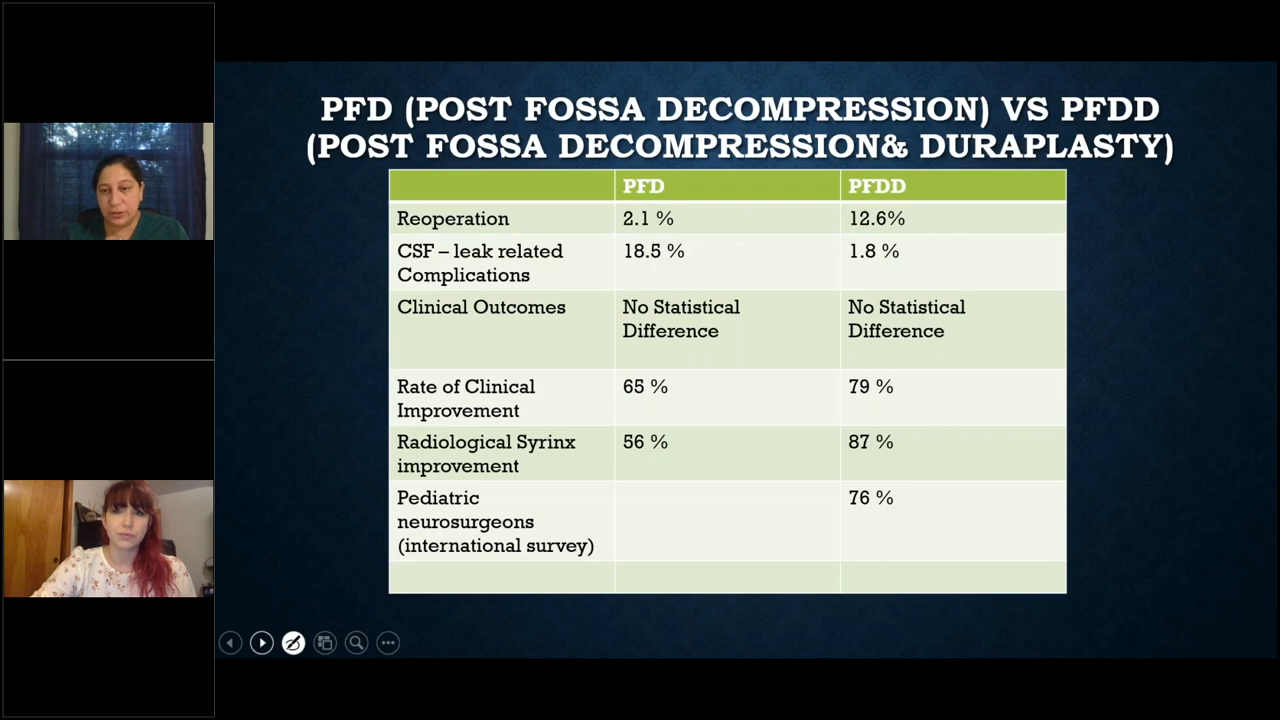 PFD (POST FOSSA DECOMPRESSION) VS PFDD
(POST FOSSA DECOMPRESSION& DURAPLASTY)
PFD PFDD
Reoperation 2.1 % 12.6%
CSF – leak related 18.5 % 1.8 %
Complications
Clinical Outcomes No Statistical No Statistical
Difference Difference
Rate of Clinical 65 % 79 %
Improvement
Radiological Syrinx 56 % 87 %
improvement
Pediatric 76 %
neurosurgeons
(international survey)